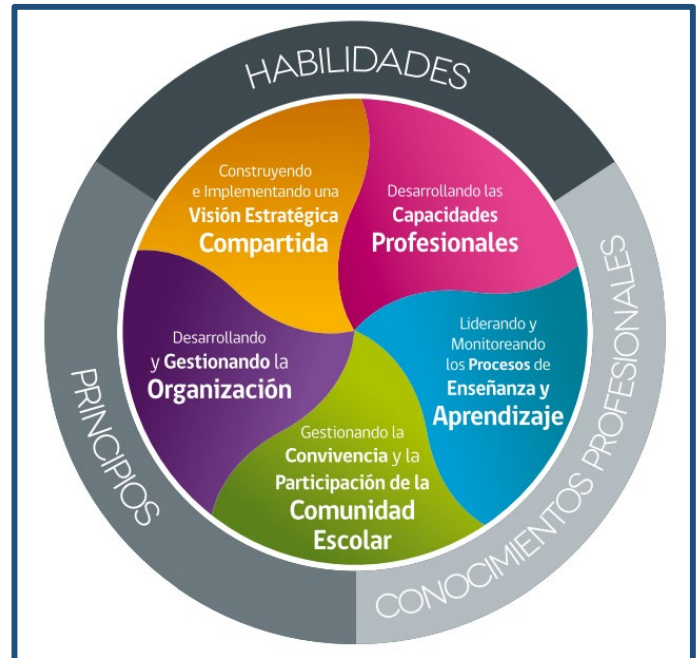 HABILIDADES
Construyendo
e Implementando una
Visión Estratégica
Compartida
Desarrollando las
Capacidades
Profesionales
Desarrollando
y Gestionando la
Organización
Liderando y
Monitoreando
los Procesos de
Enseñanza y
Aprendizaje
Gestionando la
Convivencia y la
Participación de la
Comunidad
Escolar
PRINCIPIOS
CONOCIMIENTOS PROFESIONALES